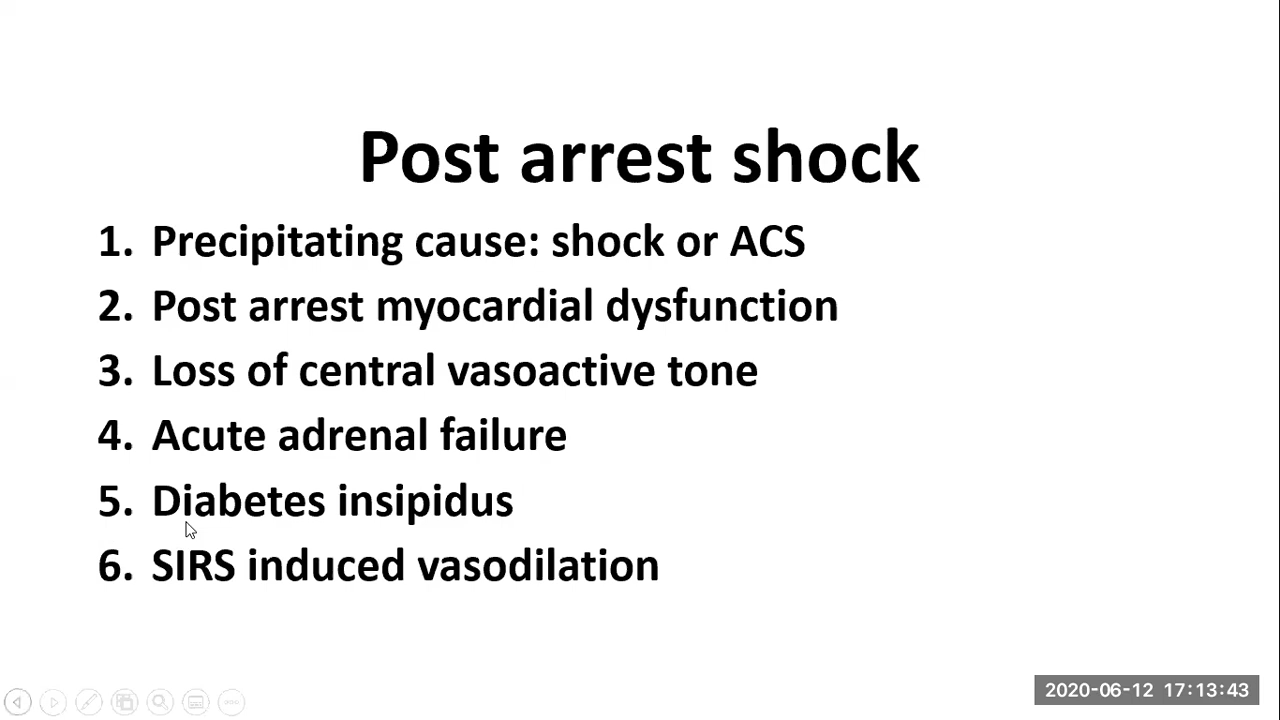 Post arrest shock
1. Precipitating cause: shock or ACS
2. Post arrest myocardial dysfunction
3. Loss of central vasoactive tone
4. Acute adrenal failure
5. Diabetes insipidus
6. SIRS induced vasodilation
2020-06-12 17:13:43